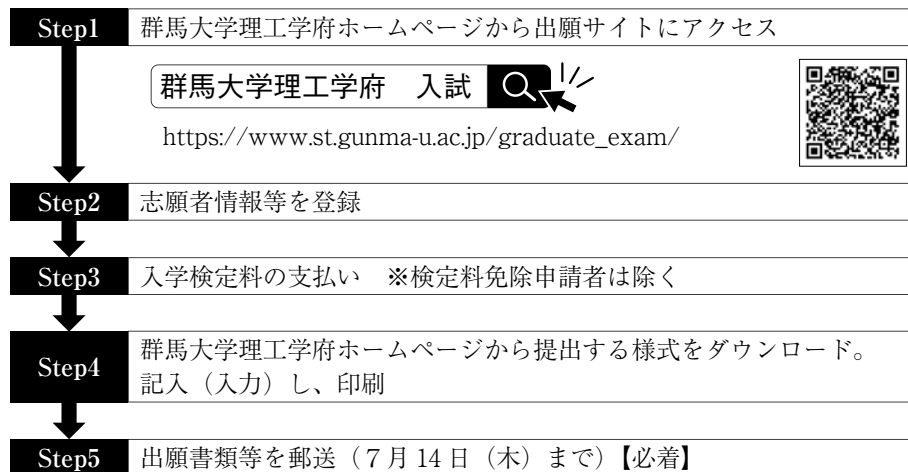 Step1 群馬大学理工学府ホームページから出願サイトにアクセス
群馬大学理工学府　入試
https://www.st.gunma-u.ac.jp/graduate_exam/
Step2 志願者情報等を登録
Step3 入学検定料の支払い　※検定料免除申請者は除く
Step4 群馬大学理工学府ホームページから提出する様式をダウンロード。
記入（入力）し、印刷
Step5 出願書類等を郵送（７月 14 日（木）まで）【必着】